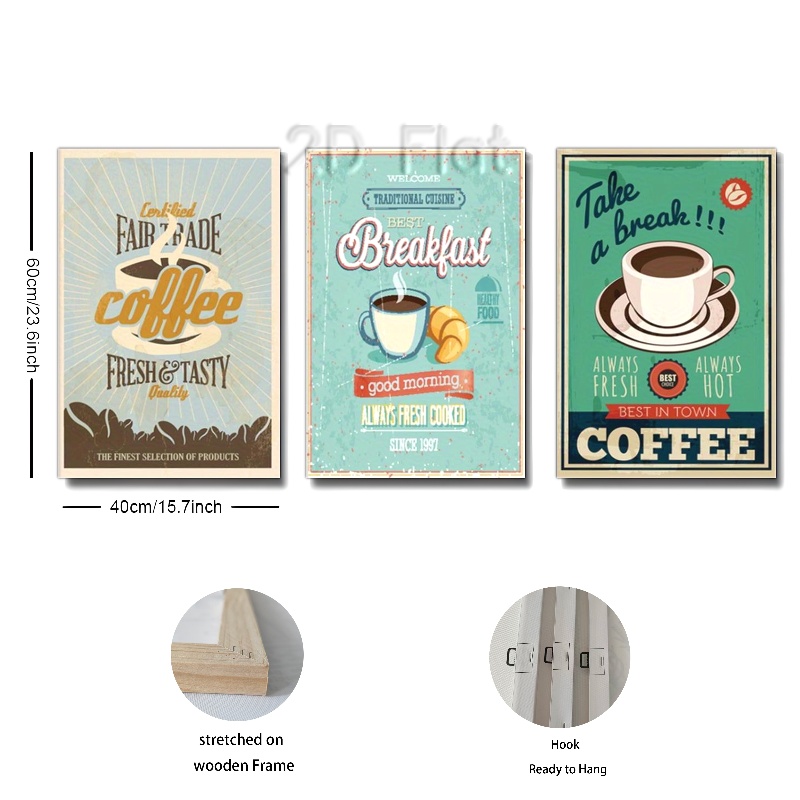 2D Flat
60cm/23.6inch
40cm/15.7inch
Certified
FAIR TRADE
coffee
FRESH & TASTY
Quality
THE FINEST SELECTION OF PRODUCTS
WELCOME
TRADITIONAL CUISINE
BEST
Breakfast
HEALTHY
FOOD
good morning
ALWAYS FRESH COOKED
SINCE 1997
Take
a break!!!
ALWAYS
FRESH
BEST
CHOICE
ALWAYS
HOT
BEST IN TOWN
COFFEE
stretched on
wooden Frame
Hook
Ready to Hang